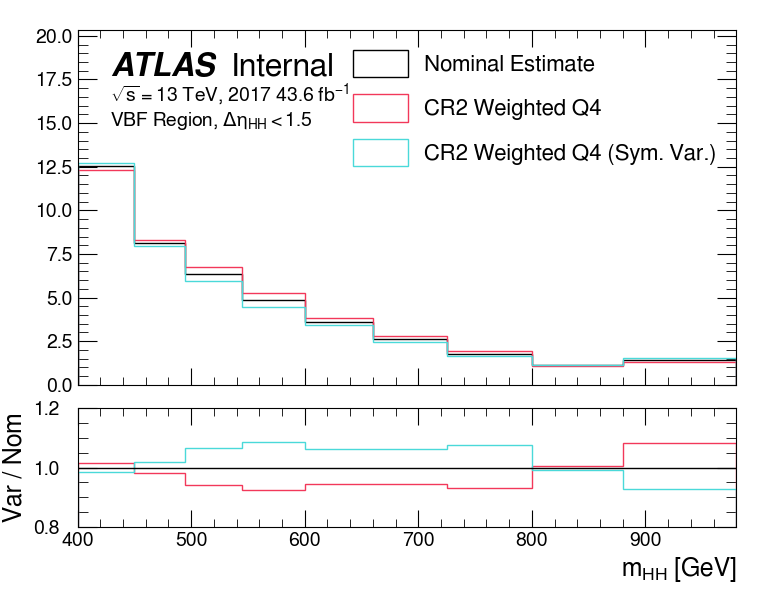 20.0
17.5
15.0
12.5
10.0
7.5
5.0
2.5
0.0
ATLAS Internal
√s = 13 TeV, 2017 43.6 fb⁻¹
VBF Region, Δη_HH < 1.5
Nominal Estimate
CR2 Weighted Q4
CR2 Weighted Q4 (Sym. Var.)
Var / Nom
1.2
1.0
0.8
400 500 600 700 800 900
m_HH [GeV]